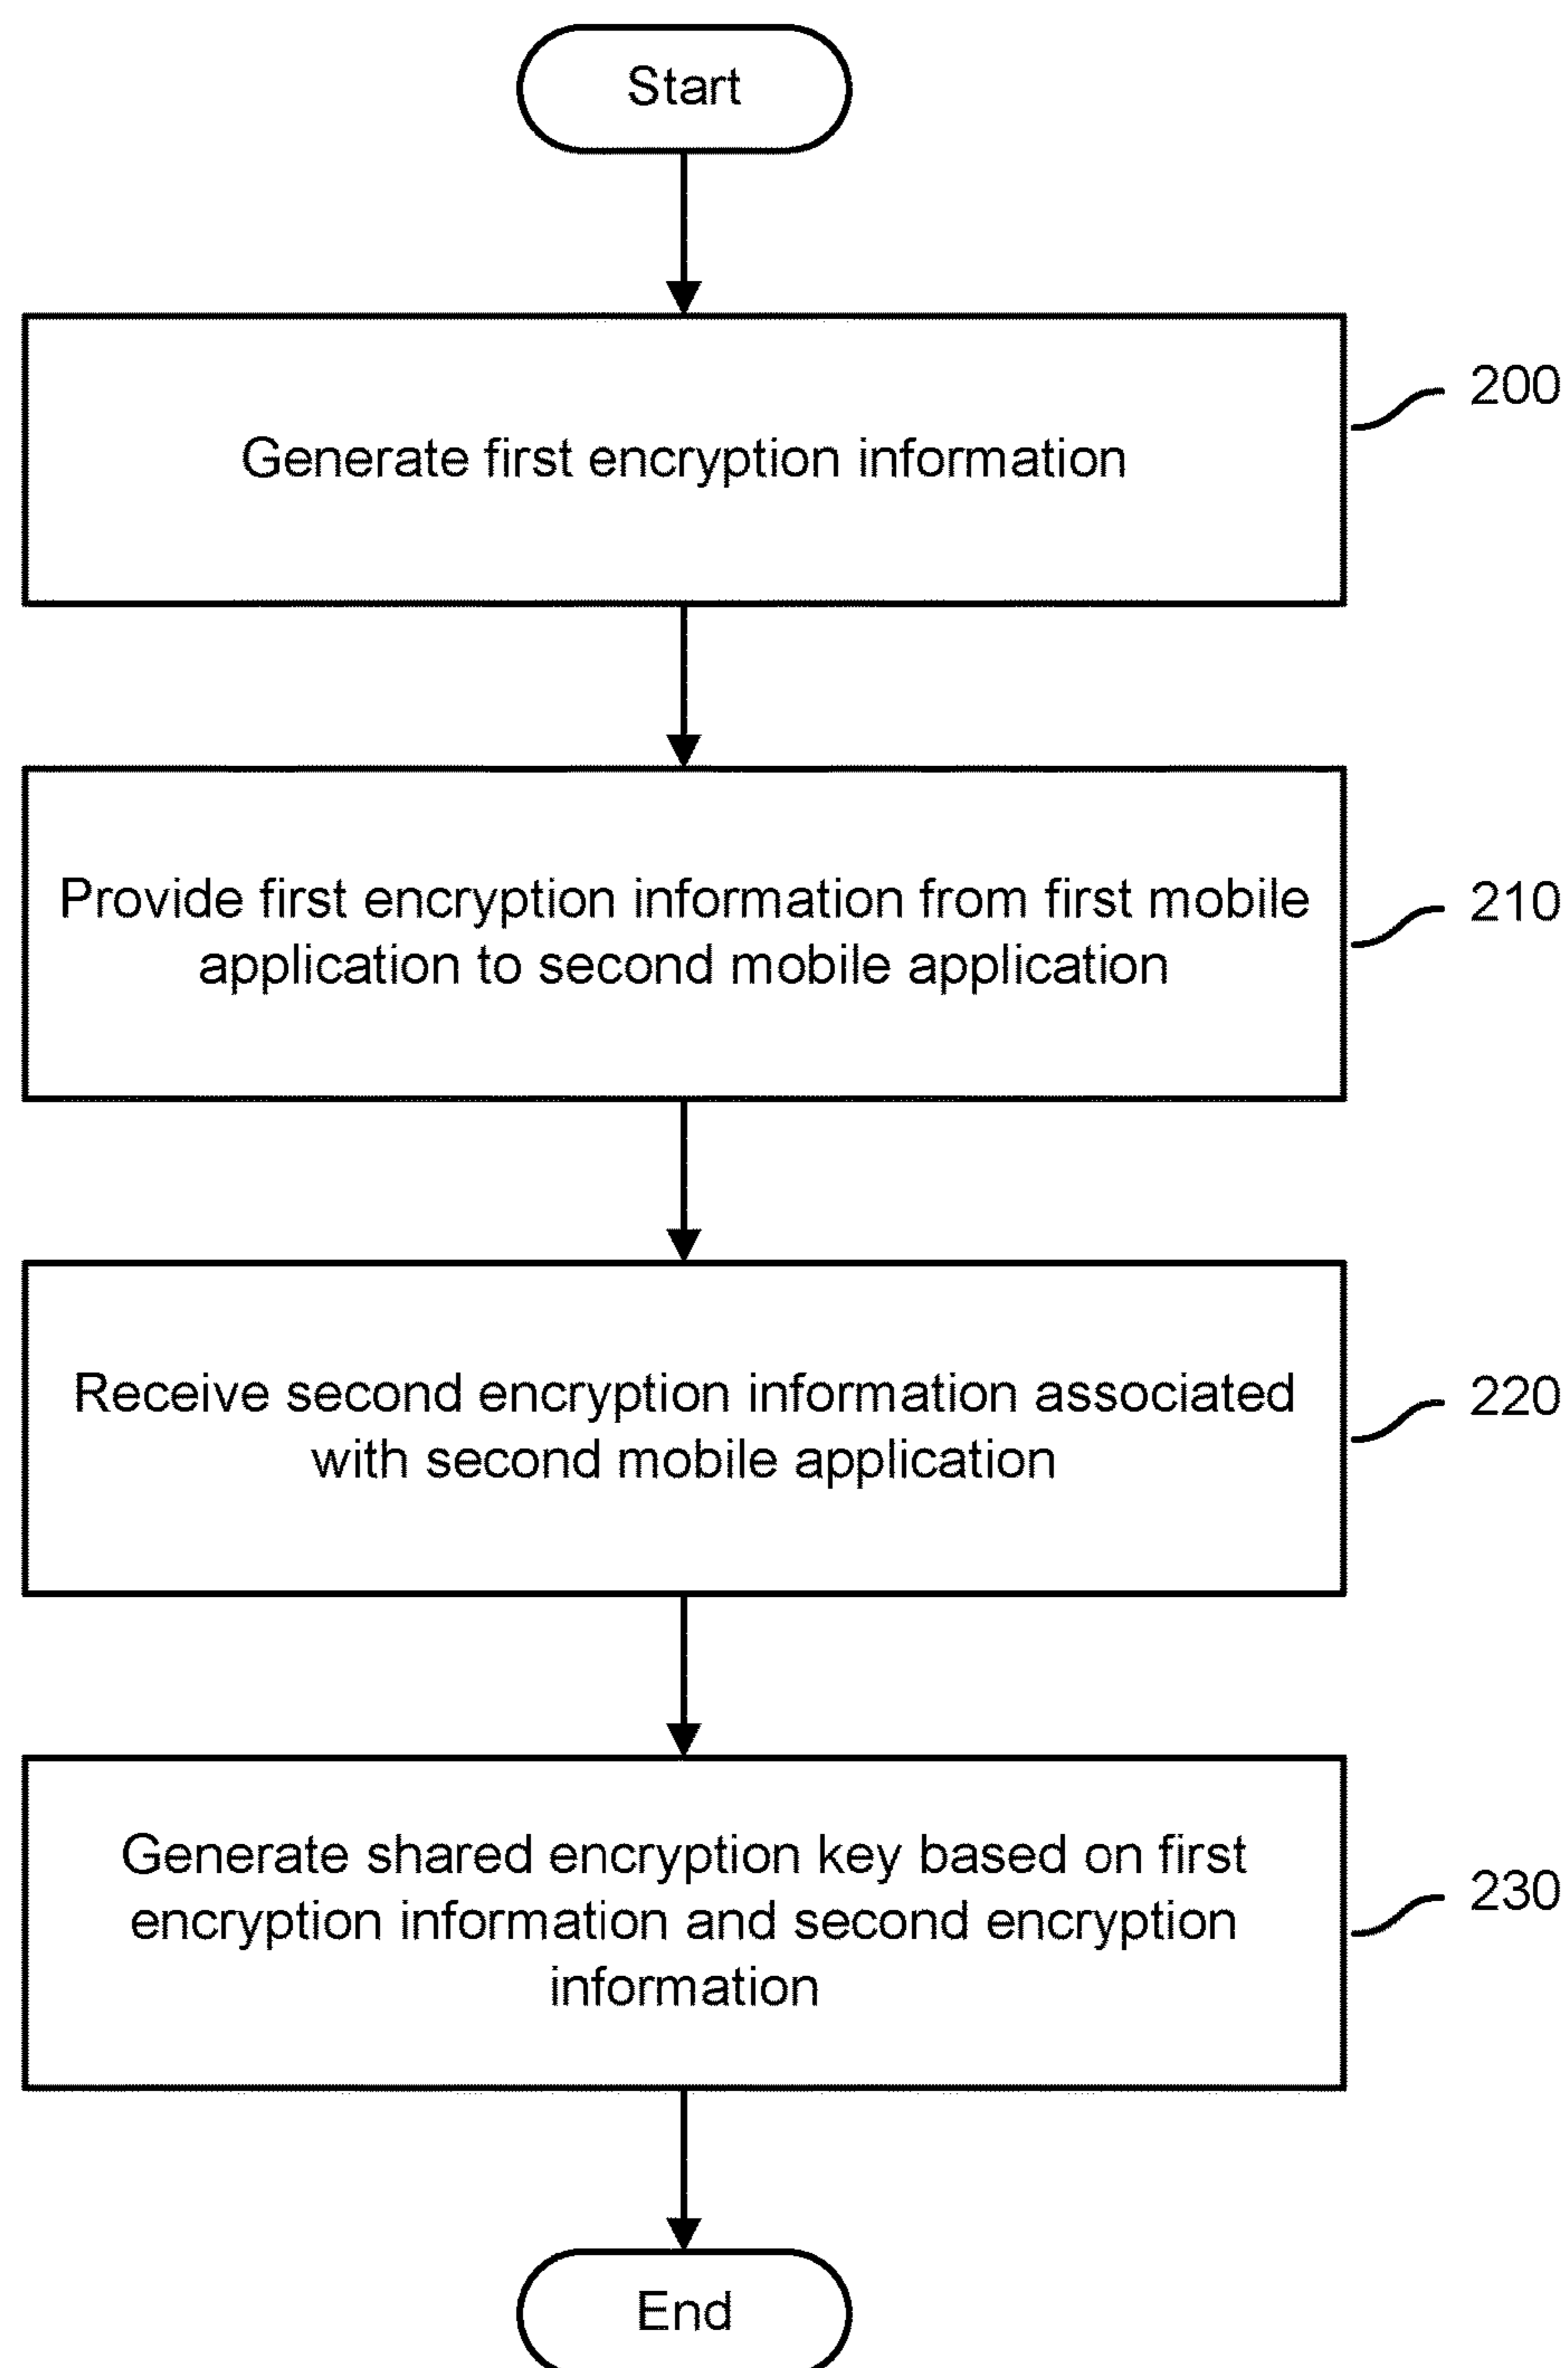 Start
Generate first encryption information
200
Provide first encryption information from first mobile
application to second mobile application
210
Receive second encryption information associated
with second mobile application
220
Generate shared encryption key based on first
encryption information and second encryption
information
230
End